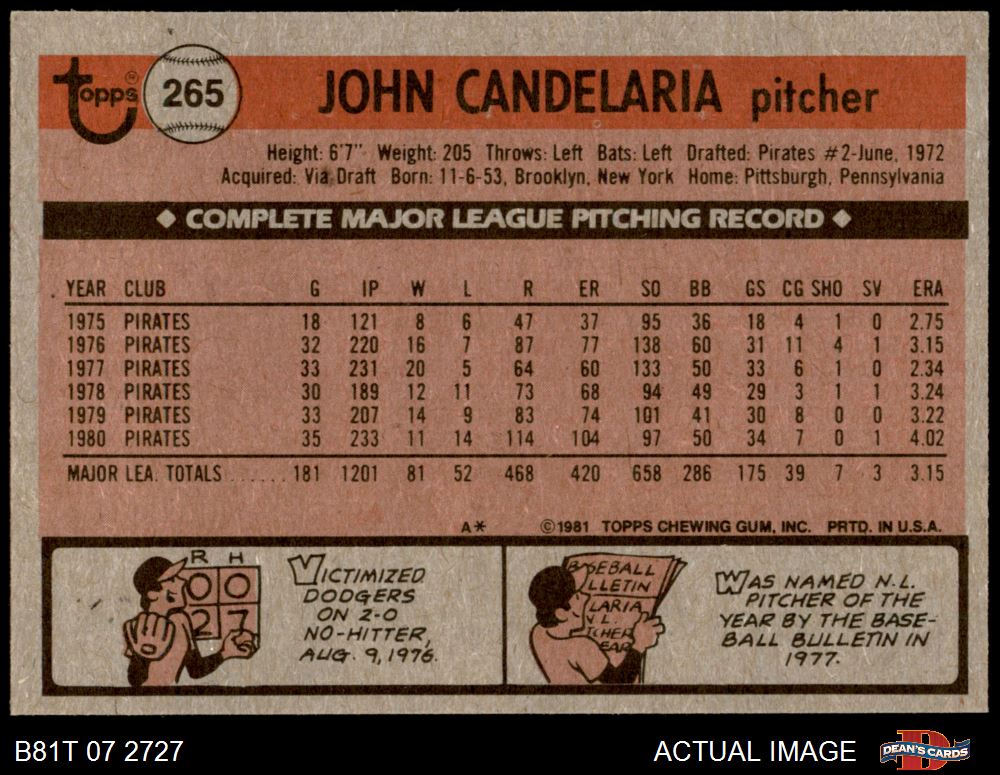 Topps®
265
JOHN CANDELARIA pitcher
Height: 6'7" Weight: 205 Throws: Left Bats: Left Drafted: Pirates #2-June, 1972
Acquired: Via Draft Born: 11-6-53, Brooklyn, New York Home: Pittsburgh, Pennsylvania
◆ COMPLETE MAJOR LEAGUE PITCHING RECORD ◆
YEAR CLUB G IP W L R ER SO BB GS CG SHO SV ERA
1975 PIRATES 18 121 8 6 47 37 95 36 18 4 1 0 2.75
1976 PIRATES 32 220 16 7 87 77 138 60 31 11 4 1 3.15
1977 PIRATES 33 231 20 5 64 60 133 50 33 6 1 0 2.34
1978 PIRATES 30 189 12 11 73 68 94 49 29 3 1 1 3.24
1979 PIRATES 33 207 14 9 83 74 101 41 30 8 0 0 3.22
1980 PIRATES 35 233 11 14 114 104 97 50 34 7 0 1 4.02
MAJOR LEA. TOTALS ...... 181 1201 81 52 468 420 658 286 175 39 7 3 3.15
A* ©1981 TOPPS CHEWING GUM, INC. PRTD. IN U.S.A.
R H
0 0
2 7
VICTIMIZED
DODGERS
ON 2-0
NO-HITTER,
AUG. 9, 1976.
BASEBALL
LLETIN
LARIA
N.L.
TCHER
EAR
WAS NAMED N.L.
PITCHER OF THE
YEAR BY THE BASE-
BALL BULLETIN IN
1977.
B81T 07 2727
ACTUAL IMAGE
DEAN'S CARDS